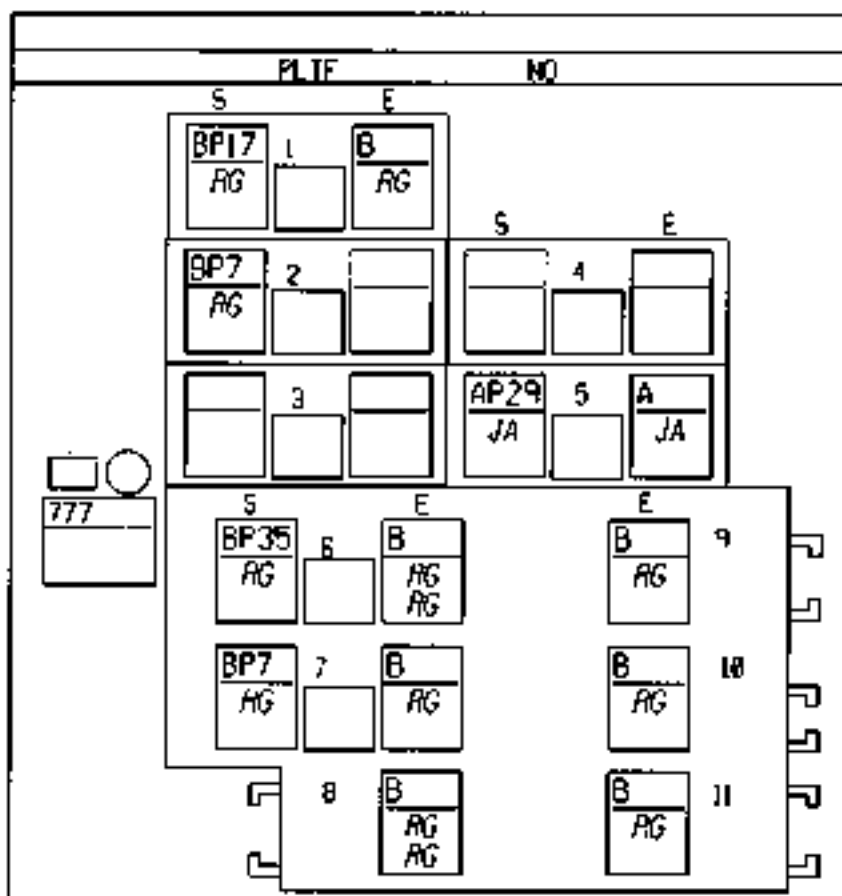 PLTF NO
S E
BP17 1 B
RG RG
S E
BP7 2 4
RG
3 AP29 5 A
JA JA
777
S E E
BP35 6 B B 9
RG RG RG
RG
BP7 7 B B 10
RG RG RG
8 B B 11
RG RG
RG